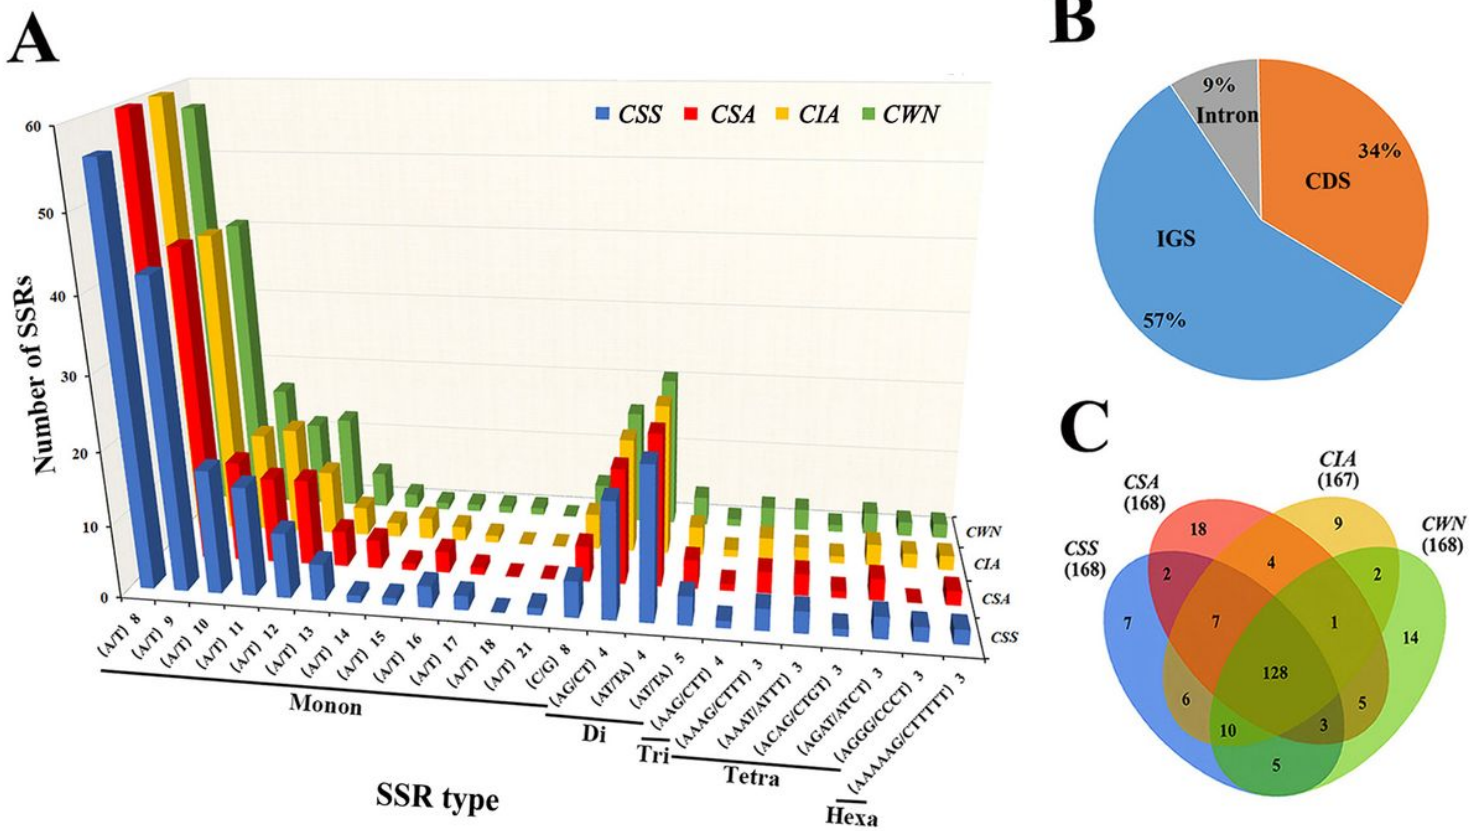 A
CSS CSA CIA CWN
Number of SSRs
60
50
40
30
20
10
0
CWN
CIA
CSA
CSS
(A/T) 8
(A/T) 9
(A/T) 10
(A/T) 11
(A/T) 12
(A/T) 13
(A/T) 14
(A/T) 15
(A/T) 16
(A/T) 17
(A/T) 18
(A/T) 21
(C/G) 8
(AG/CT) 4
(AT/TA) 4
(AT/TA) 5
(AAG/CTT) 4
(AAAG/CTTT) 3
(AAAT/ATTT) 3
(ACAG/CTGT) 3
(AGAT/ATCT) 3
(AGGG/CCCT) 3
(AAAAAG/CTTTTT) 3
Monon
Di
Tri
Tetra
Hexa
SSR type
B
9%
Intron
34%
CDS
IGS
57%
C
CSA
(168)
CIA
(167)
CSS
(168)
CWN
(168)
18
9
2
4
2
7
7
1
14
128
6
5
10
3
5